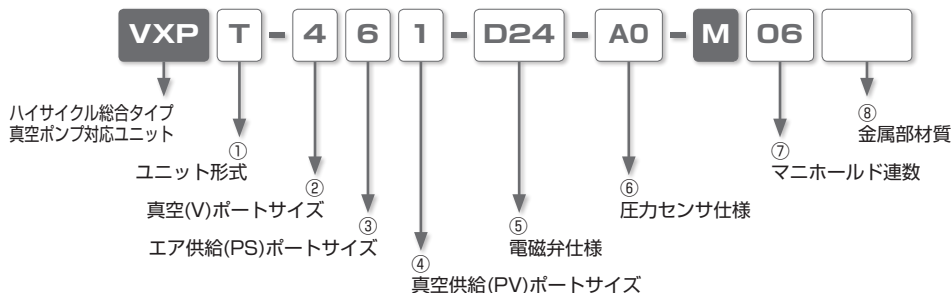 VXP T - 4 6 1 - D24 - A0 - M 06
ハイサイクル総合タイプ
真空ポンプ対応ユニット
①
ユニット形式
②
真空(V)ポートサイズ
③
エア供給(PS)ポートサイズ
④
真空供給(PV)ポートサイズ
⑤
電磁弁仕様
⑥
圧力センサ仕様
⑦
マニホールド連数
⑧
金属部材質